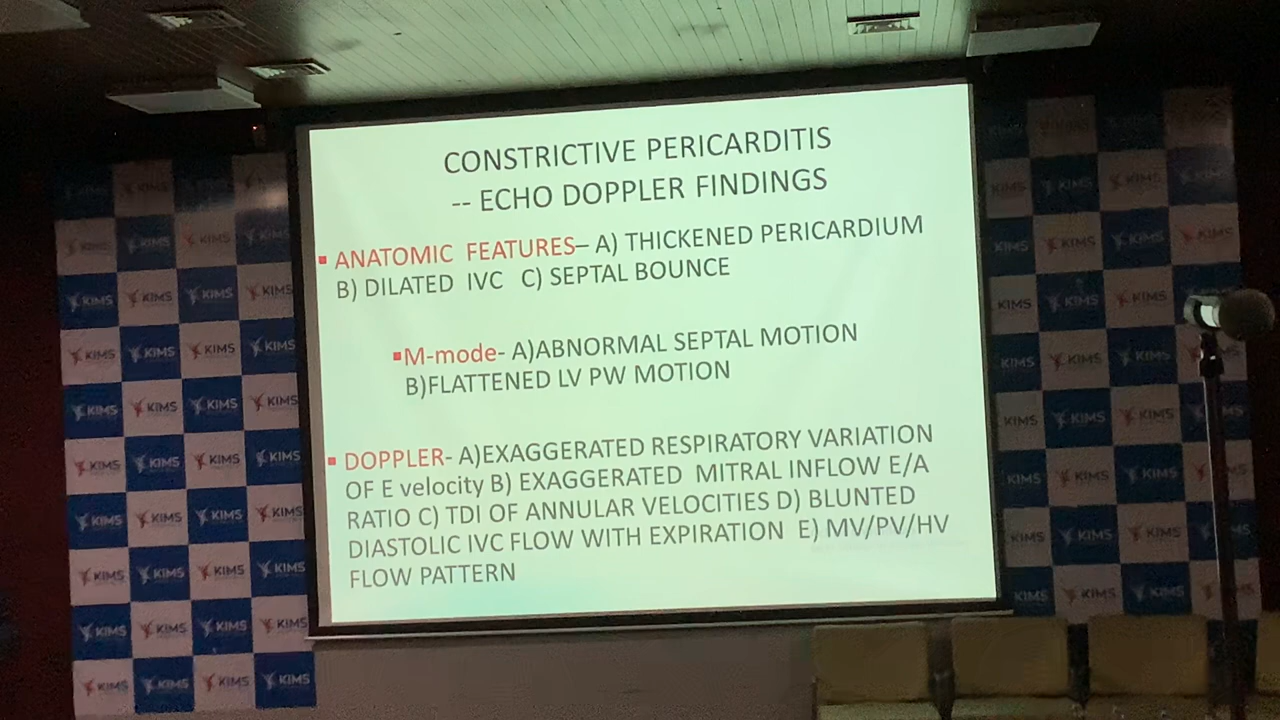 CONSTRICTIVE PERICARDITIS
-- ECHO DOPPLER FINDINGS
▪ ANATOMIC FEATURES– A) THICKENED PERICARDIUM
B) DILATED IVC C) SEPTAL BOUNCE
▪M-mode- A)ABNORMAL SEPTAL MOTION
B)FLATTENED LV PW MOTION
▪ DOPPLER- A)EXAGGERATED RESPIRATORY VARIATION
OF E velocity B) EXAGGERATED MITRAL INFLOW E/A
RATIO C) TDI OF ANNULAR VELOCITIES D) BLUNTED
DIASTOLIC IVC FLOW WITH EXPIRATION E) MV/PV/HV
FLOW PATTERN
KIMS